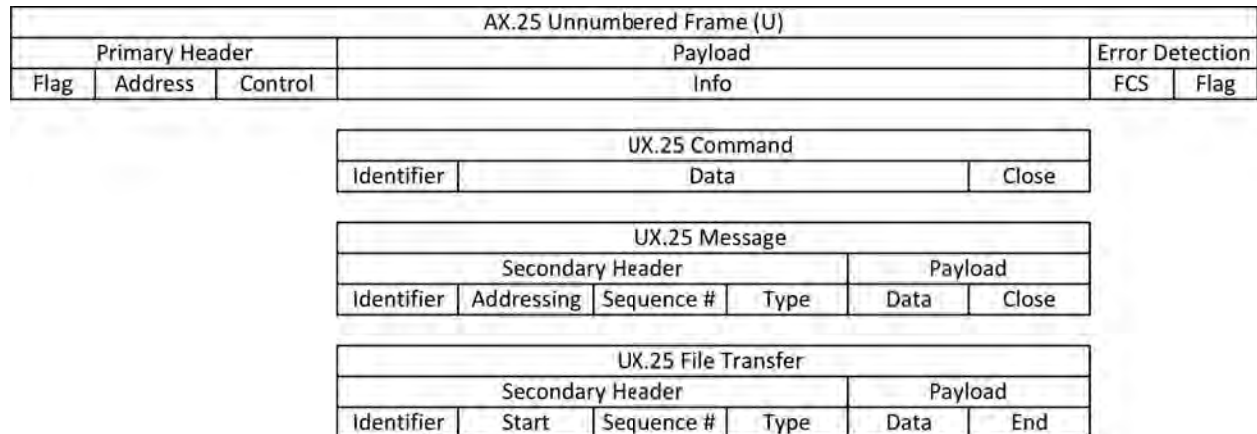 AX.25 Unnumbered Frame (U)
Primary Header Payload Error Detection
Flag Address Control Info FCS Flag
UX.25 Command
Identifier Data Close
UX.25 Message
Secondary Header Payload
Identifier Addressing Sequence # Type Data Close
UX.25 File Transfer
Secondary Header Payload
Identifier Start Sequence # Type Data End